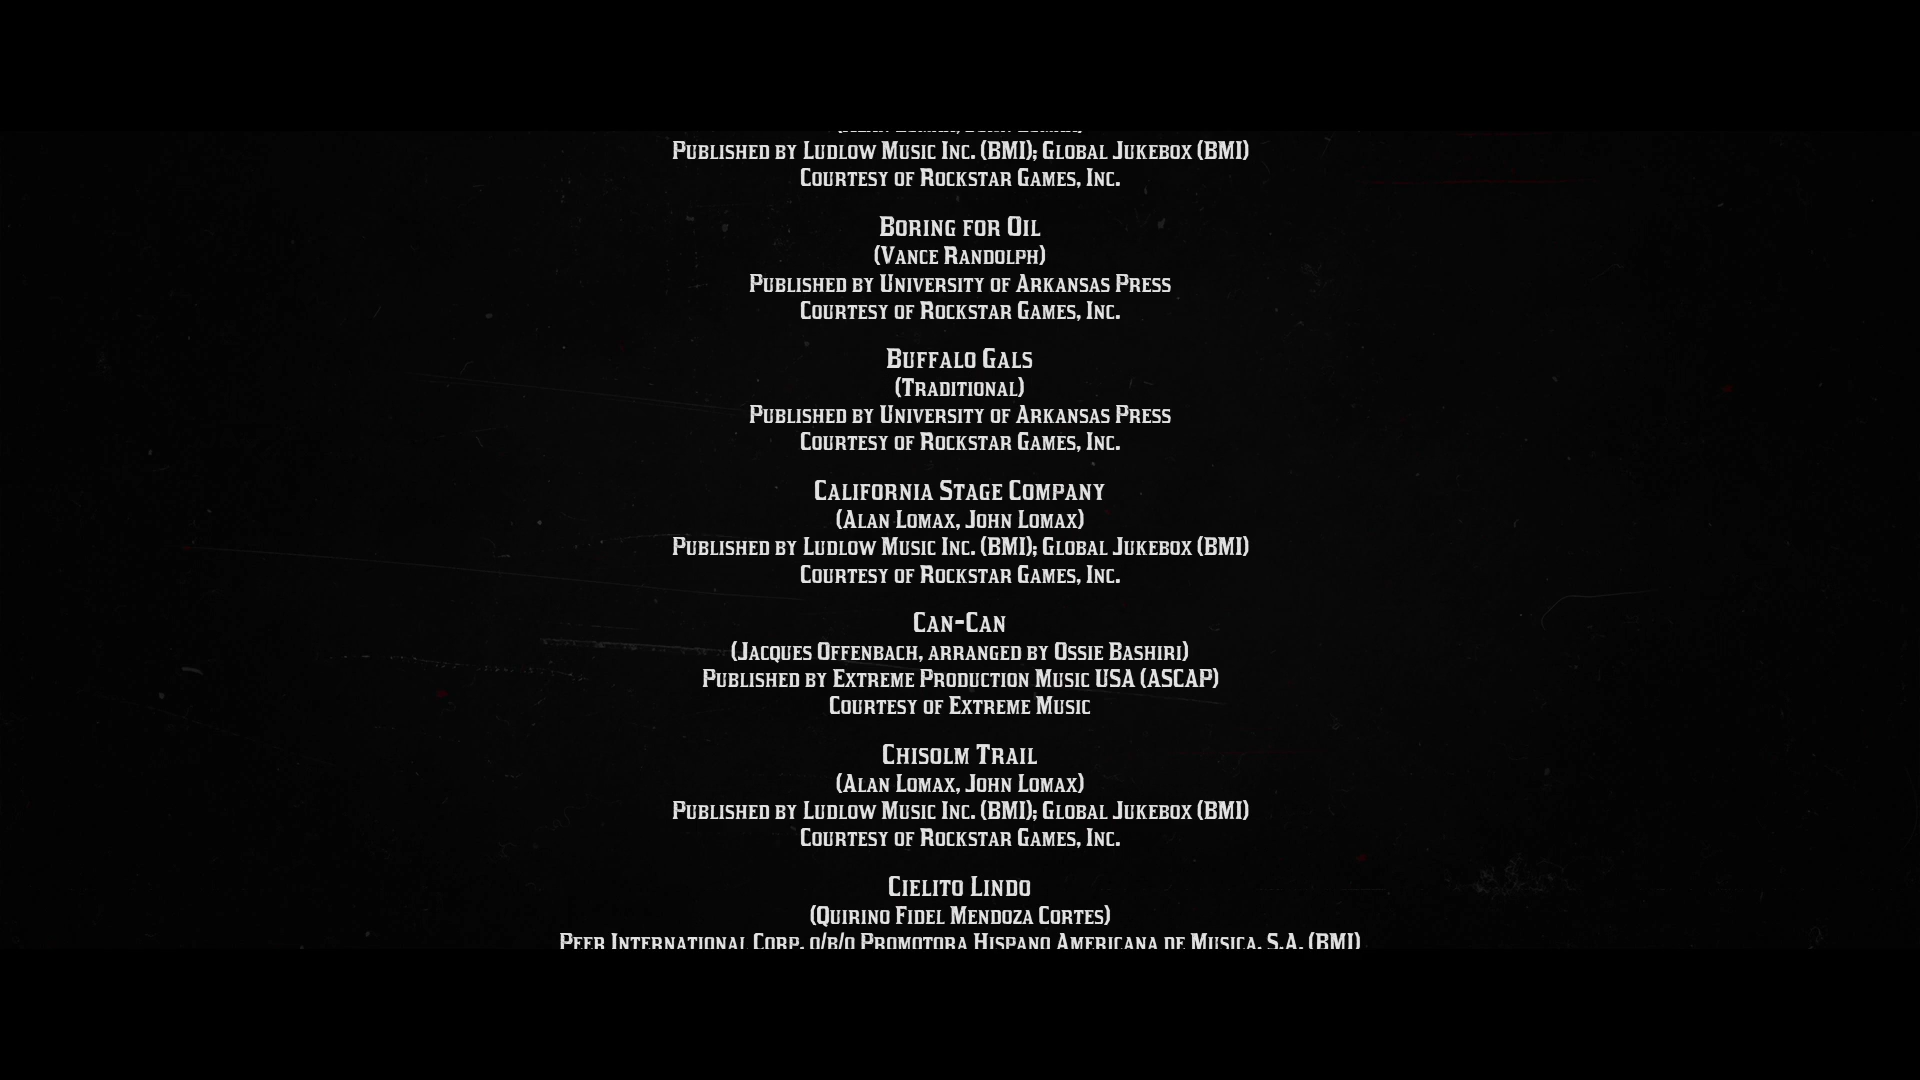 Published by Ludlow Music Inc. (BMI); Global Jukebox (BMI)
Courtesy of Rockstar Games, Inc.
Boring for Oil
(Vance Randolph)
Published by University of Arkansas Press
Courtesy of Rockstar Games, Inc.
Buffalo Gals
(Traditional)
Published by University of Arkansas Press
Courtesy of Rockstar Games, Inc.
California Stage Company
(Alan Lomax, John Lomax)
Published by Ludlow Music Inc. (BMI); Global Jukebox (BMI)
Courtesy of Rockstar Games, Inc.
Can-Can
(Jacques Offenbach, arranged by Ossie Bashiri)
Published by Extreme Production Music USA (ASCAP)
Courtesy of Extreme Music
Chisolm Trail
(Alan Lomax, John Lomax)
Published by Ludlow Music Inc. (BMI); Global Jukebox (BMI)
Courtesy of Rockstar Games, Inc.
Cielito Lindo
(Quirino Fidel Mendoza Cortes)
Peer International Corp. o/b/o Promotora Hispano Americana de Musica, S.A. (BMI)